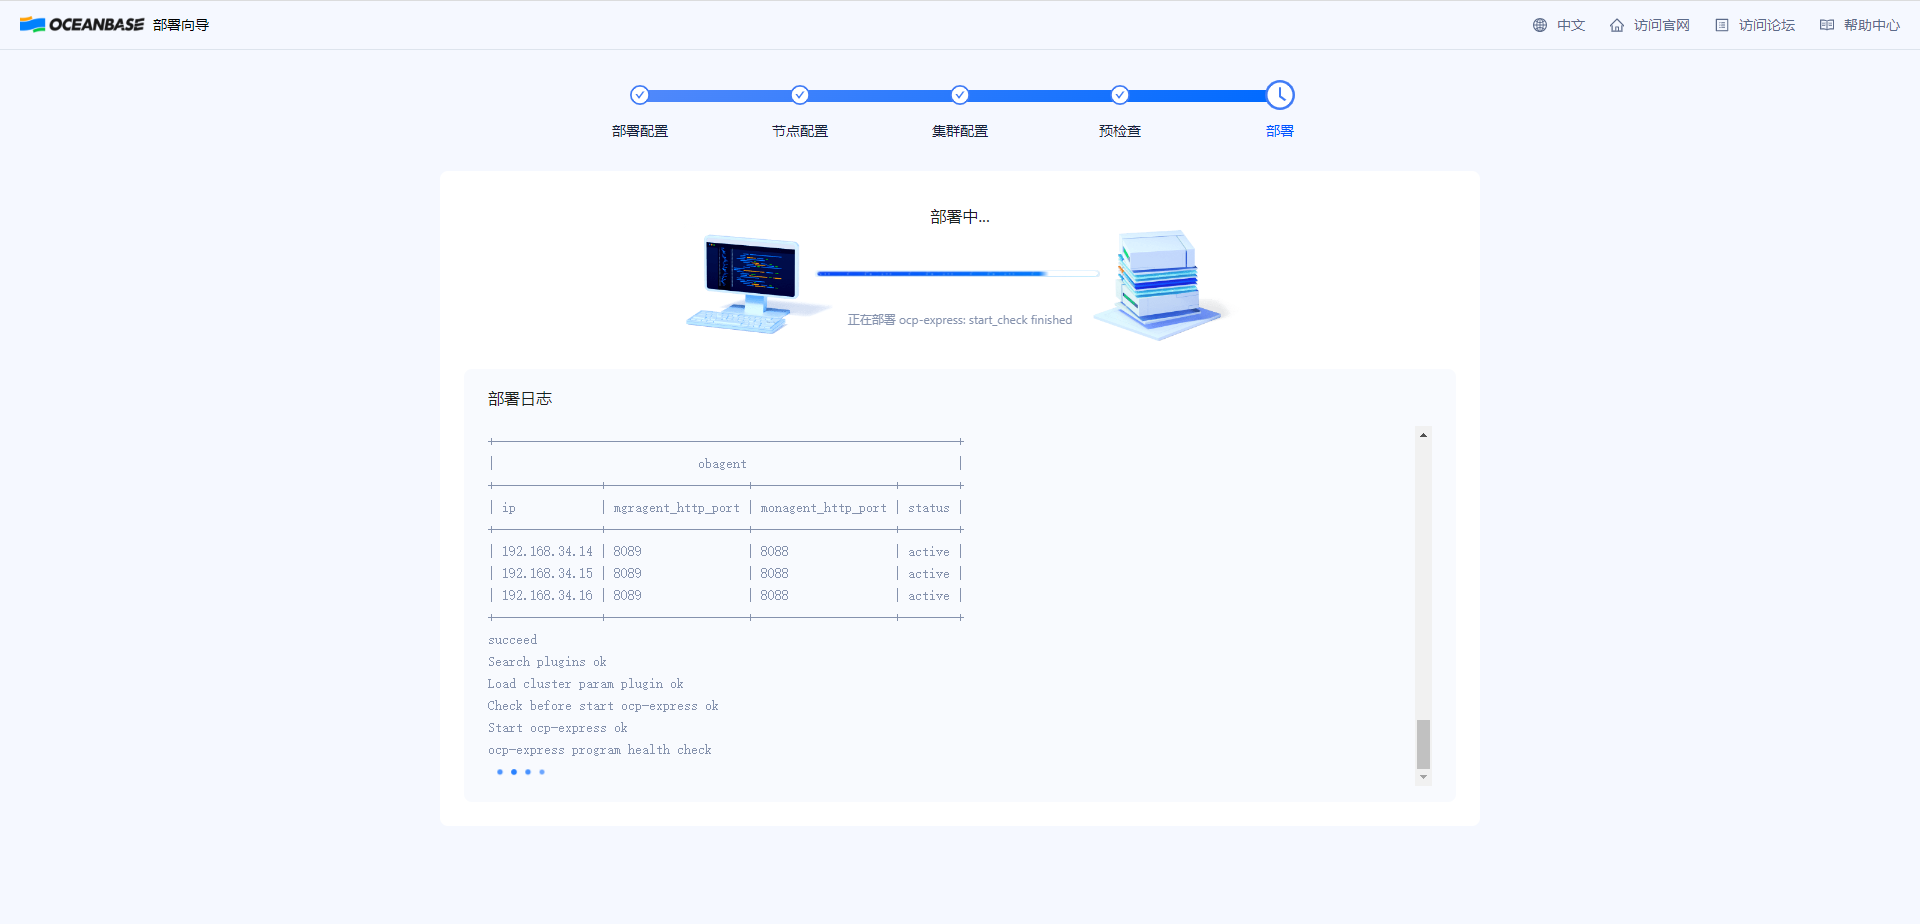 OCEANBASE 部署向导
中文 访问官网 访问论坛 帮助中心
部署配置 节点配置 集群配置 预检查 部署
部署中...
正在部署 ocp-express: start_check finished
部署日志
| obagent |
| ip | mgragent_http_port | monagent_http_port | status |
| 192.168.34.14 | 8089 | 8088 | active |
| 192.168.34.15 | 8089 | 8088 | active |
| 192.168.34.16 | 8089 | 8088 | active |
succeed
Search plugins ok
Load cluster param plugin ok
Check before start ocp-express ok
Start ocp-express ok
ocp-express program health check